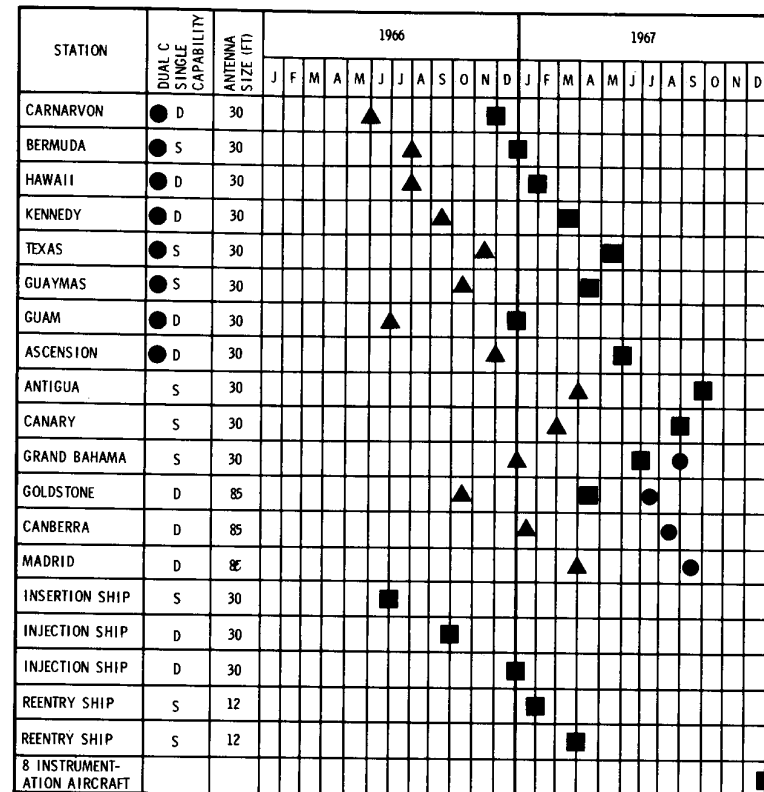 STATION
DUAL C
SINGLE
CAPABILITY
ANTENNA
SIZE (FT)
1966 1967
J F M A M J J A S O N D J F M A M J J A S O N D
CARNARVON D 30
BERMUDA S 30
HAWAII D 30
KENNEDY D 30
TEXAS S 30
GUAYMAS S 30
GUAM D 30
ASCENSION D 30
ANTIGUA S 30
CANARY S 30
GRAND BAHAMA S 30
GOLDSTONE D 85
CANBERRA D 85
MADRID D
INSERTION SHIP S 30
INJECTION SHIP D 30
INJECTION SHIP D 30
REENTRY SHIP S 12
REENTRY SHIP S 12
8 INSTRUMENT-
ATION AIRCRAFT